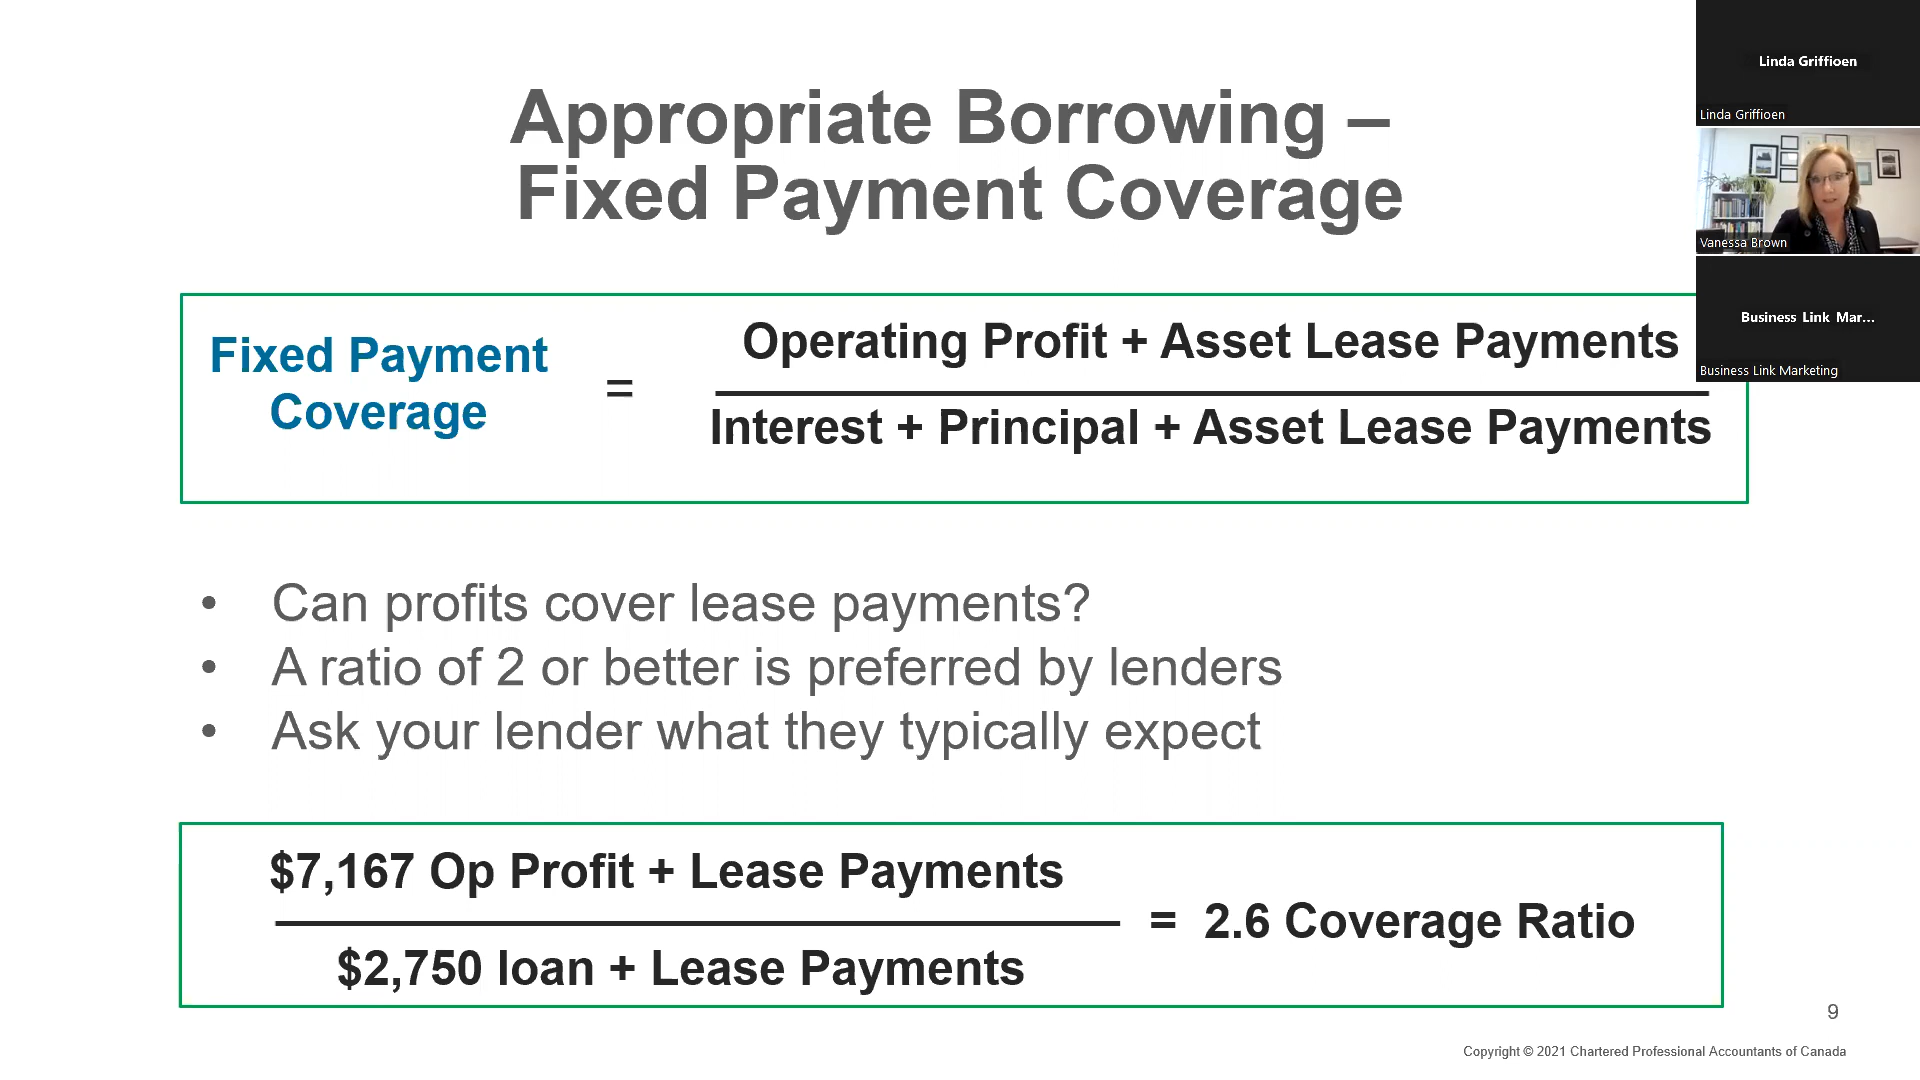 Appropriate Borrowing –
Fixed Payment Coverage
Fixed Payment
Coverage
=
Operating Profit + Asset Lease Payments
Interest + Principal + Asset Lease Payments
• Can profits cover lease payments?
• A ratio of 2 or better is preferred by lenders
• Ask your lender what they typically expect
$7,167 Op Profit + Lease Payments
$2,750 loan + Lease Payments
= 2.6 Coverage Ratio
9
Copyright © 2021 Chartered Professional Accountants of Canada
Linda Griffioen
Linda Griffioen
Vanessa Brown
Business Link Mar...
Business Link Marketing